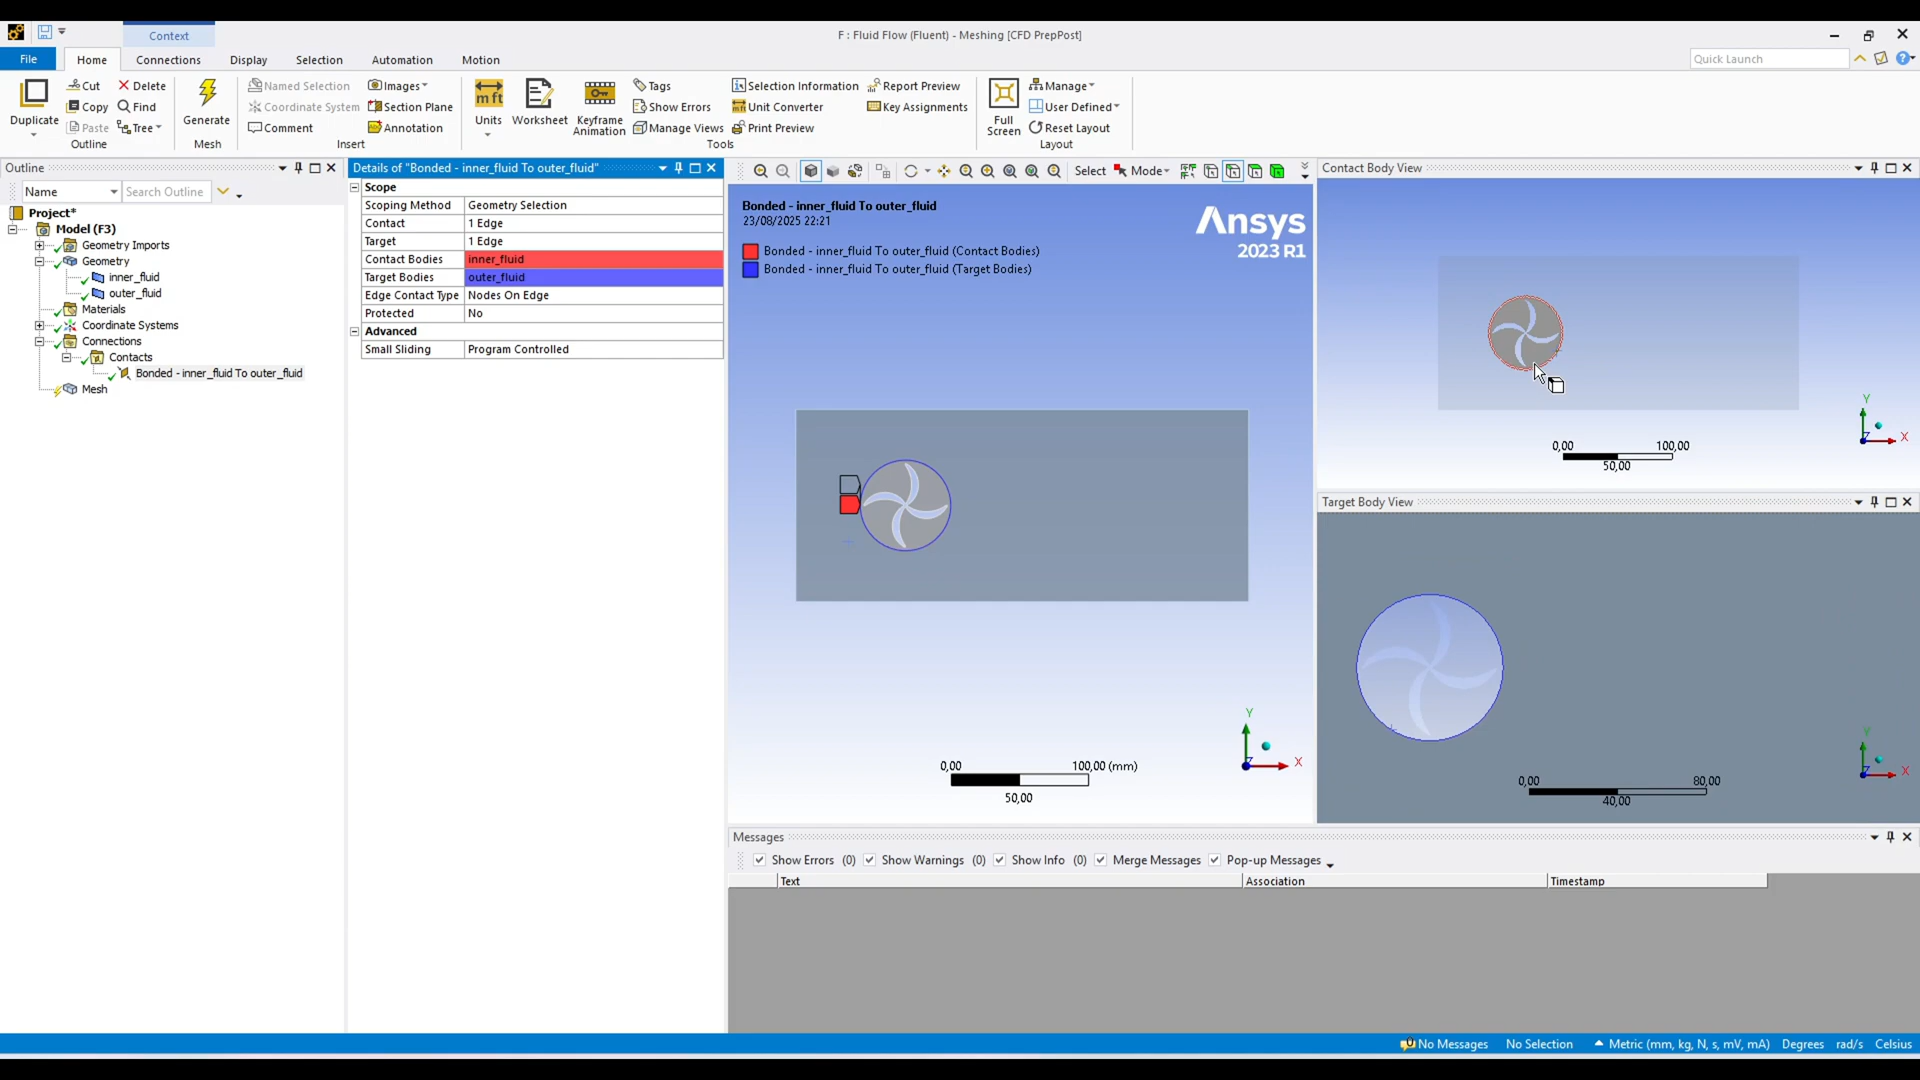 Context
F : Fluid Flow (Fluent) - Meshing [CFD PrepPost]
File
Home
Connections
Display
Selection
Automation
Motion
Quick Launch
Duplicate
Cut
Delete
Copy
Find
Paste
Tree
Outline
Generate
Mesh
Named Selection
Coordinate System
Comment
Images
Section Plane
Annotation
Insert
mft
Units
Worksheet
Keyframe
Animation
Tags
Show Errors
Manage Views
Selection Information
Unit Converter
Print Preview
Report Preview
Key Assignments
Tools
Full
Screen
Manage
User Defined
Reset Layout
Layout
Outline
Name
Search Outline
Project*
Model (F3)
Geometry Imports
Geometry
inner_fluid
outer_fluid
Materials
Coordinate Systems
Connections
Contacts
Bonded - inner_fluid To outer_fluid
Mesh
Details of "Bonded - inner_fluid To outer_fluid"
Scope
Scoping Method Geometry Selection
Contact 1 Edge
Target 1 Edge
Contact Bodies inner_fluid
Target Bodies outer_fluid
Edge Contact Type Nodes On Edge
Protected No
Advanced
Small Sliding Program Controlled
Select
Mode
Bonded - inner_fluid To outer_fluid
23/08/2025 22:21
Bonded - inner_fluid To outer_fluid (Contact Bodies)
Bonded - inner_fluid To outer_fluid (Target Bodies)
Ansys
2023 R1
Y
X
Z
0,00
100,00 (mm)
50,00
Contact Body View
Y
X
Z
0,00
100,00
50,00
Target Body View
Y
X
Z
0,00
80,00
40,00
Messages
Show Errors (0)
Show Warnings (0)
Show Info (0)
Merge Messages
Pop-up Messages
Text
Association
Timestamp
No Messages
No Selection
Metric (mm, kg, N, s, mV, mA)
Degrees
rad/s
Celsius